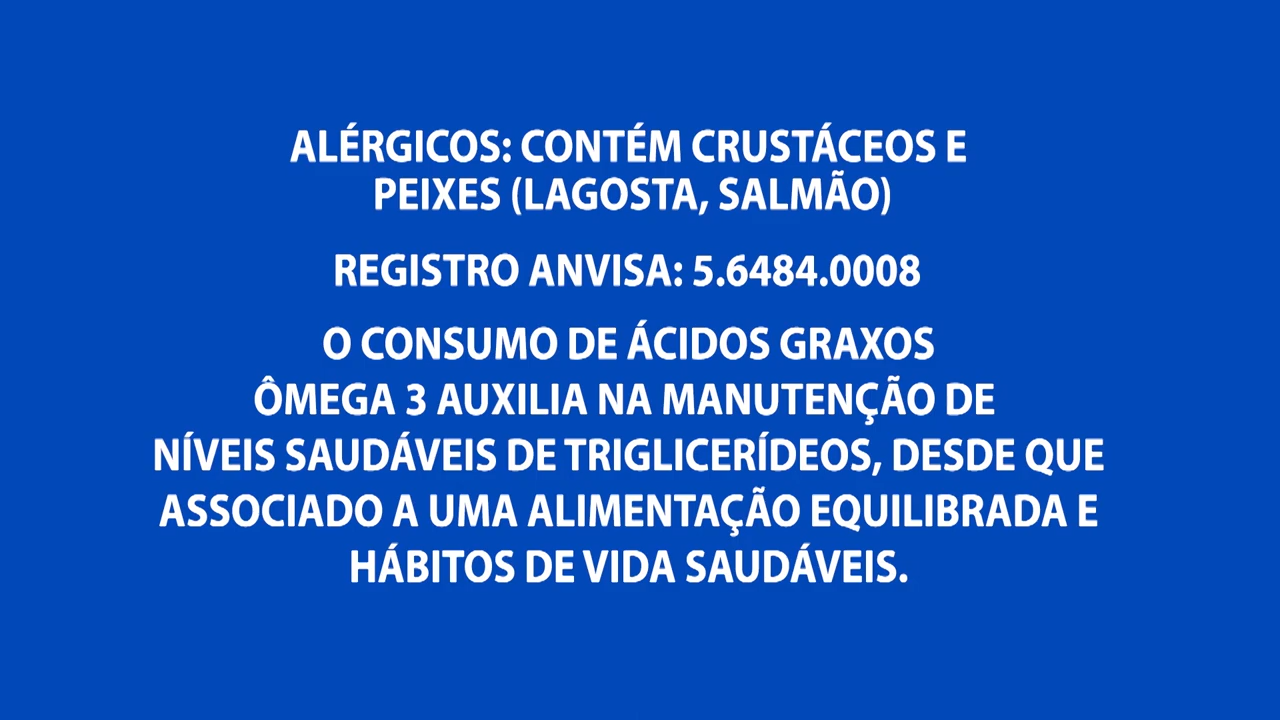 ALÉRGICOS: CONTÉM CRUSTÁCEOS E
PEIXES (LAGOSTA, SALMÃO)
REGISTRO ANVISA: 5.6484.0008
O CONSUMO DE ÁCIDOS GRAXOS
ÔMEGA 3 AUXILIA NA MANUTENÇÃO DE
NÍVEIS SAUDÁVEIS DE TRIGLICERÍDEOS, DESDE QUE
ASSOCIADO A UMA ALIMENTAÇÃO EQUILIBRADA E
HÁBITOS DE VIDA SAUDÁVEIS.